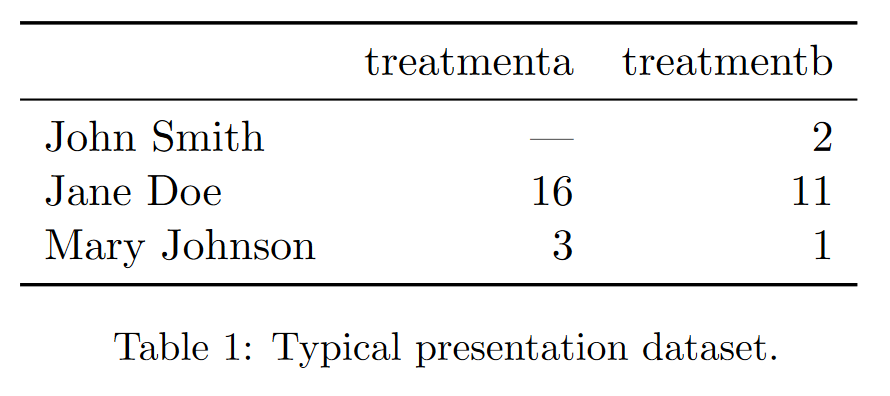 treatmenta treatmentb
John Smith — 2
Jane Doe 16 11
Mary Johnson 3 1
Table 1: Typical presentation dataset.